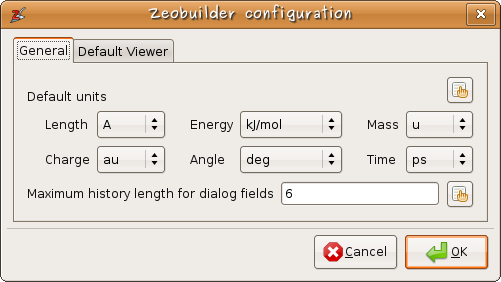 Zeobuilder configuration
General Default Viewer
Default units
Length A Energy kJ/mol Mass u
Charge au Angle deg Time ps
Maximum history length for dialog fields 6
Cancel OK